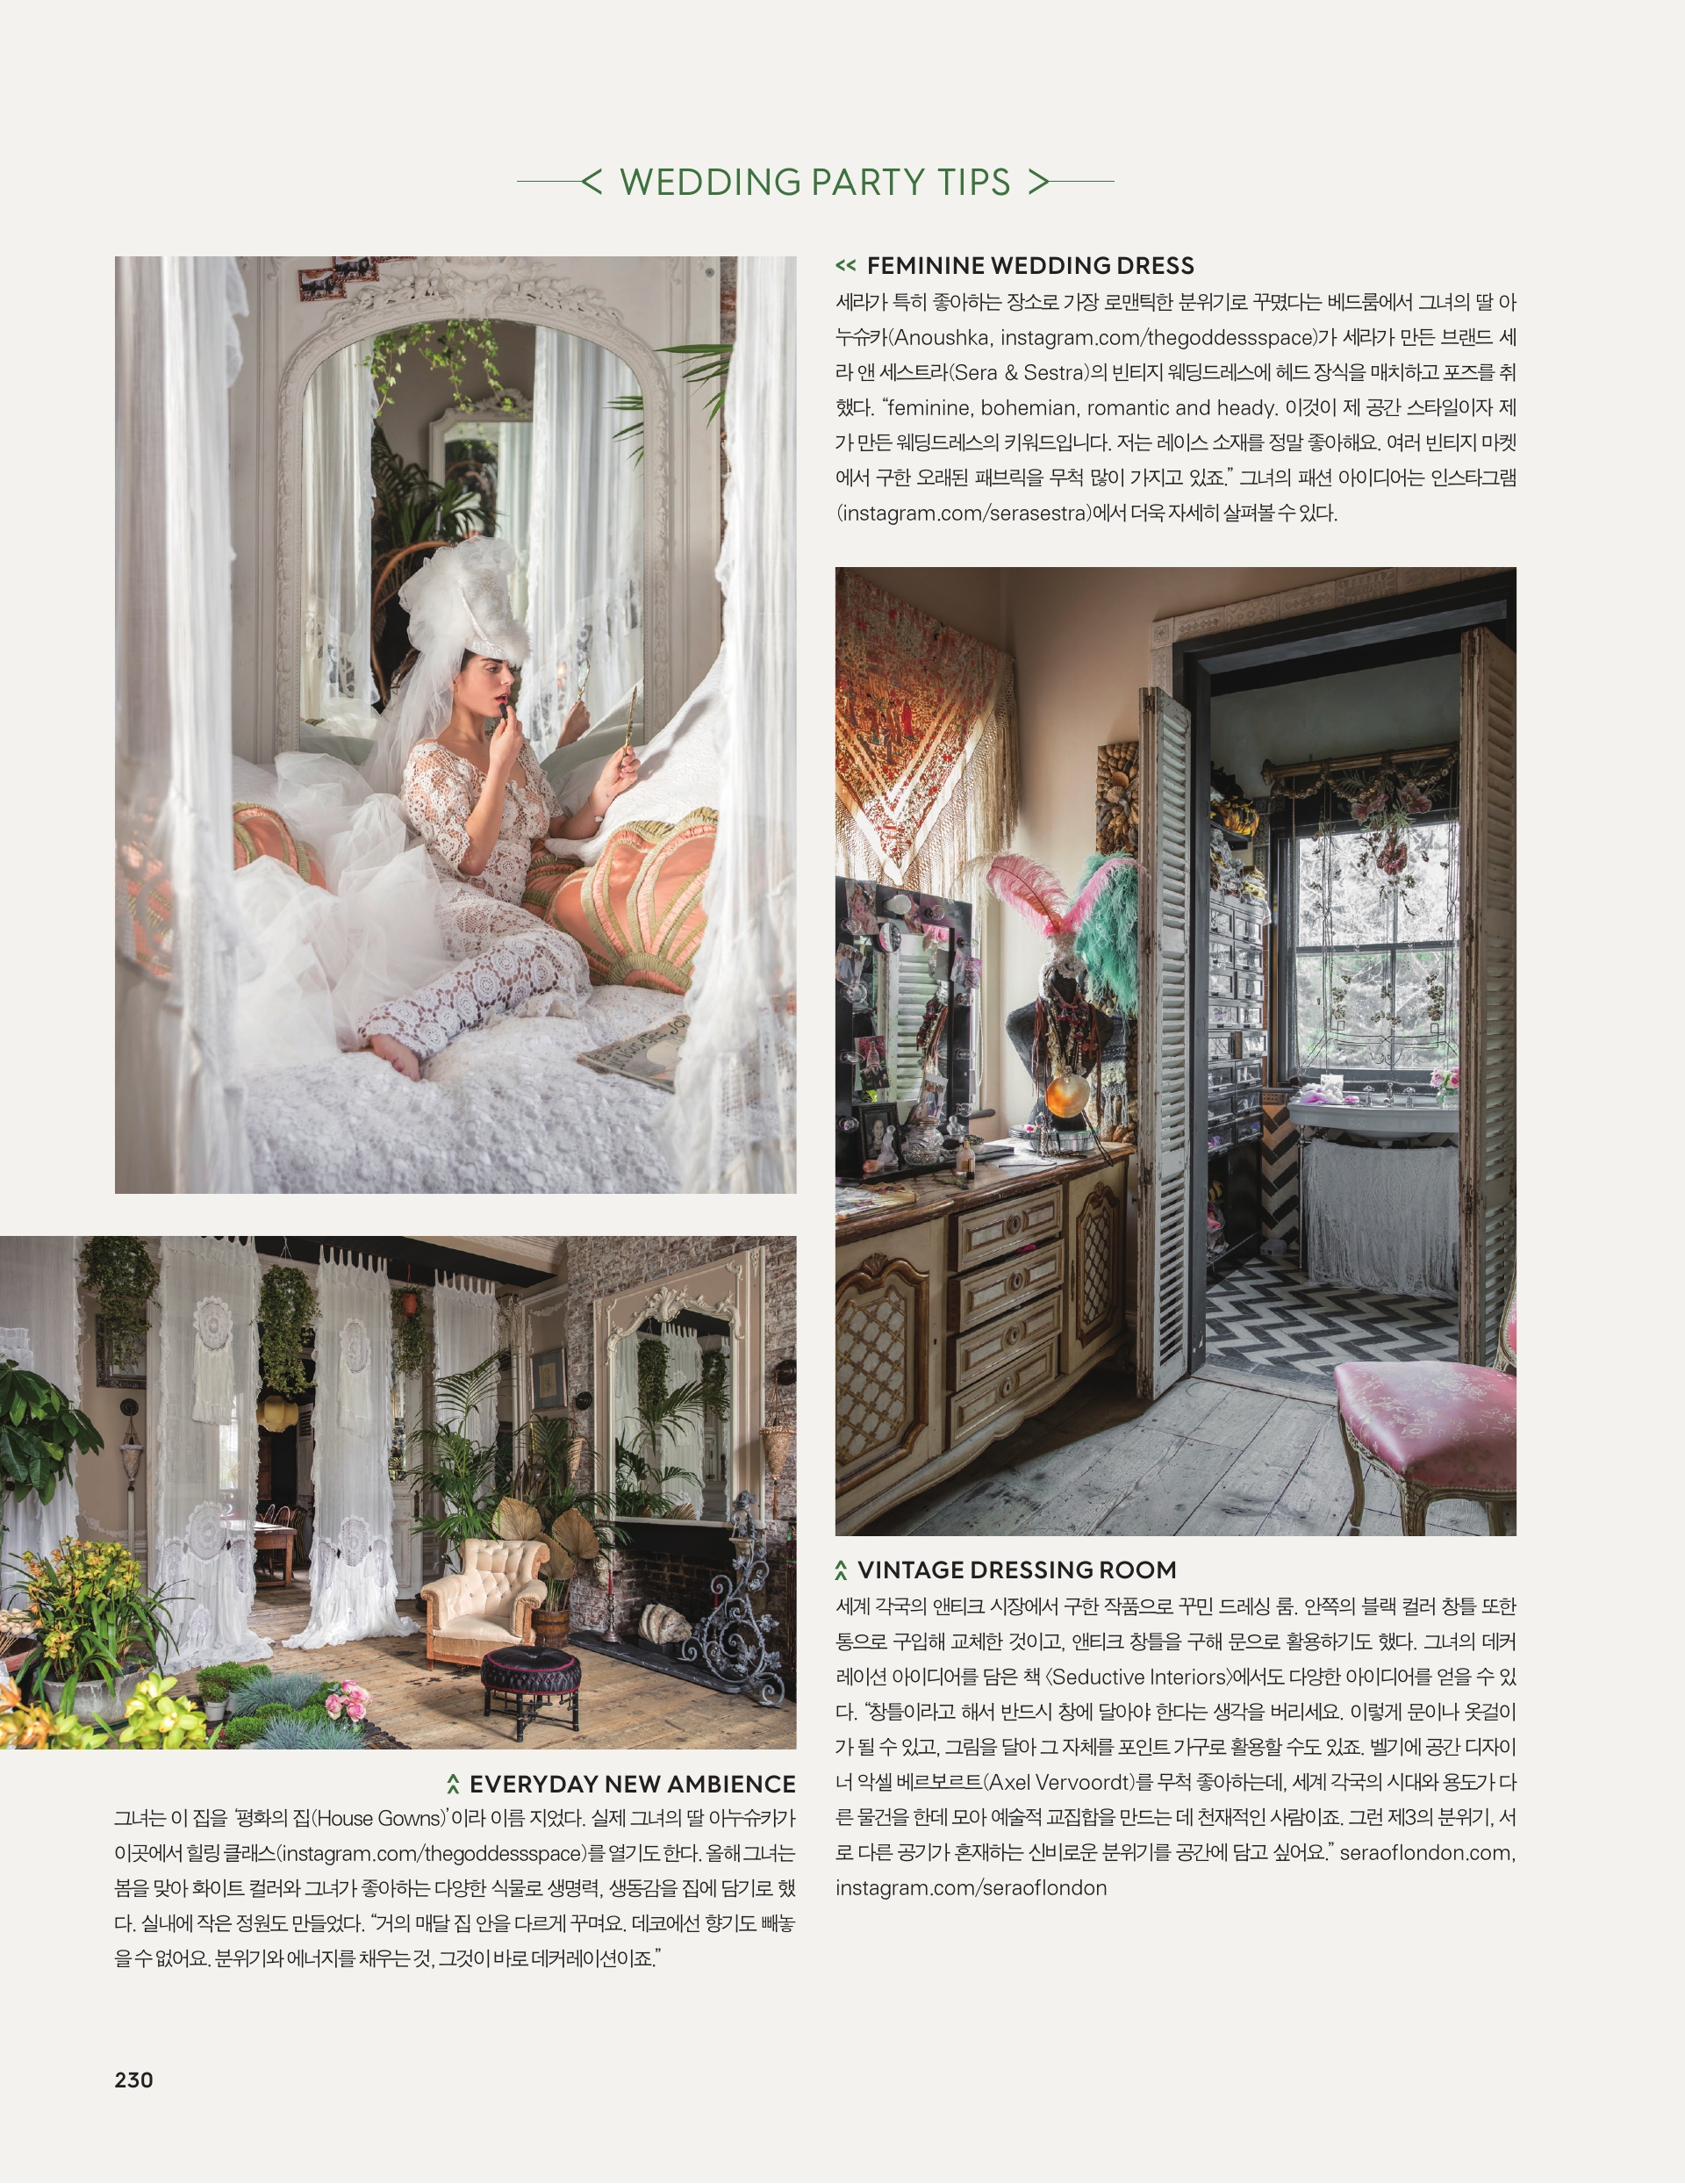 WEDDING PARTY TIPS
<< FEMININE WEDDING DRESS
세라가 특히 좋아하는 장소로 가장 로맨틱한 분위기로 꾸몄다는 베드룸에서 그녀의 딸 아
누슈카(Anoushka, instagram.com/thegoddessspace)가 세라가 만든 브랜드 세
라 앤 세스트라(Sera & Sestra)의 빈티지 웨딩드레스에 헤드 장식을 매치하고 포즈를 취
했다. “feminine, bohemian, romantic and heady. 이것이 제 공간 스타일이자 제
가 만든 웨딩드레스의 키워드입니다. 저는 레이스 소재를 정말 좋아해요. 여러 빈티지 마켓
에서 구한 오래된 패브릭을 무척 많이 가지고 있죠.” 그녀의 패션 아이디어는 인스타그램
(instagram.com/serasestra)에서 더욱 자세히 살펴볼 수 있다.
VINTAGE DRESSING ROOM
세계 각국의 앤티크 시장에서 구한 작품으로 꾸민 드레싱 룸. 안쪽의 블랙 컬러 창틀 또한
통으로 구입해 교체한 것이고, 앤티크 창틀을 구해 문으로 활용하기도 했다. 그녀의 데커
레이션 아이디어를 담은 책 〈Seductive Interiors〉에서도 다양한 아이디어를 얻을 수 있
다. “창틀이라고 해서 반드시 창에 달아야 한다는 생각을 버리세요. 이렇게 문이나 옷걸이
가 될 수 있고, 그림을 달아 그 자체를 포인트 가구로 활용할 수도 있죠. 벨기에 공간 디자이
너 악셀 베르보르트(Axel Vervoordt)를 무척 좋아하는데, 세계 각국의 시대와 용도가 다
른 물건을 한데 모아 예술적 교집합을 만드는 데 천재적인 사람이죠. 그런 제3의 분위기, 서
로 다른 공기가 혼재하는 신비로운 분위기를 공간에 담고 싶어요.” seraoflondon.com,
instagram.com/seraoflondon
EVERYDAY NEW AMBIENCE
그녀는 이 집을 ‘평화의 집(House Gowns)’이라 이름 지었다. 실제 그녀의 딸 아누슈카가
이곳에서 힐링 클래스(instagram.com/thegoddessspace)를 열기도 한다. 올해 그녀는
봄을 맞아 화이트 컬러와 그녀가 좋아하는 다양한 식물로 생명력, 생동감을 집에 담기로 했
다. 실내에 작은 정원도 만들었다. “거의 매달 집 안을 다르게 꾸며요. 데코에선 향기도 빼놓
을 수 없어요. 분위기와 에너지를 채우는 것, 그것이 바로 데커레이션이죠.”
230